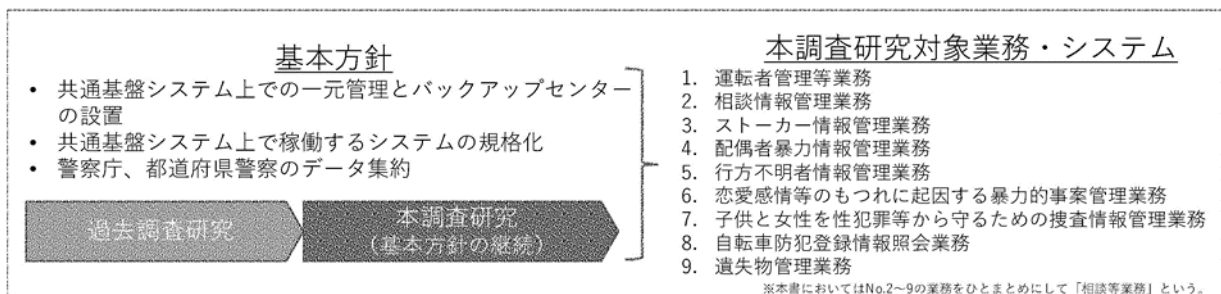 基本方針
• 共通基盤システム上での一元管理とバックアップセンター
の設置
• 共通基盤システム上で稼働するシステムの規格化
• 警察庁、都道府県警察のデータ集約
過去調査研究
本調査研究
(基本方針の継続)
本調査研究対象業務・システム
1. 運転者管理等業務
2. 相談情報管理業務
3. ストーカー情報管理業務
4. 配偶者暴力情報管理業務
5. 行方不明者情報管理業務
6. 恋愛感情等のもつれに起因する暴力的事案管理業務
7. 子供と女性を性犯罪等から守るための捜査情報管理業務
8. 自転車防犯登録情報照会業務
9. 遺失物管理業務
※本書においてはNo.2~9の業務をひとまとめにして「相談等業務」という。